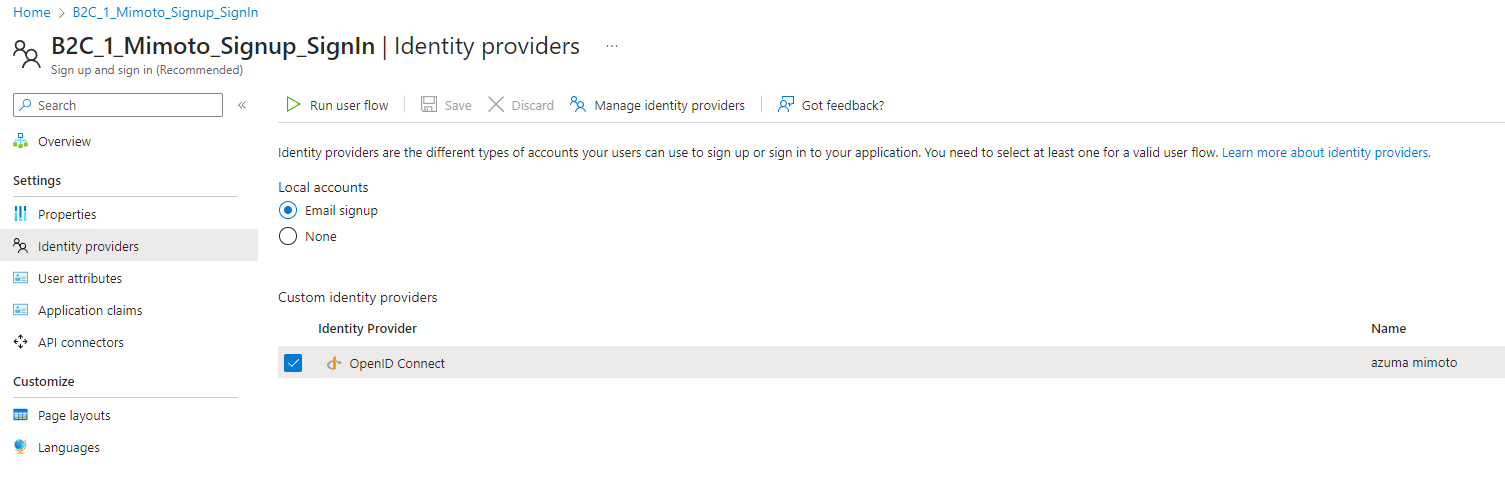 Home > B2C_1_Mimoto_Signup_SignIn
B2C_1_Mimoto_Signup_SignIn | Identity providers ...
Sign up and sign in (Recommended)
Search «
Run user flow Save Discard Manage identity providers Got feedback?
Overview
Settings
Properties
Identity providers
User attributes
Application claims
API connectors
Customize
Page layouts
Languages
Identity providers are the different types of accounts your users can use to sign up or sign in to your application. You need to select at least one for a valid user flow. Learn more about identity providers.
Local accounts
Email signup
None
Custom identity providers
Identity Provider Name
OpenID Connect azuma mimoto